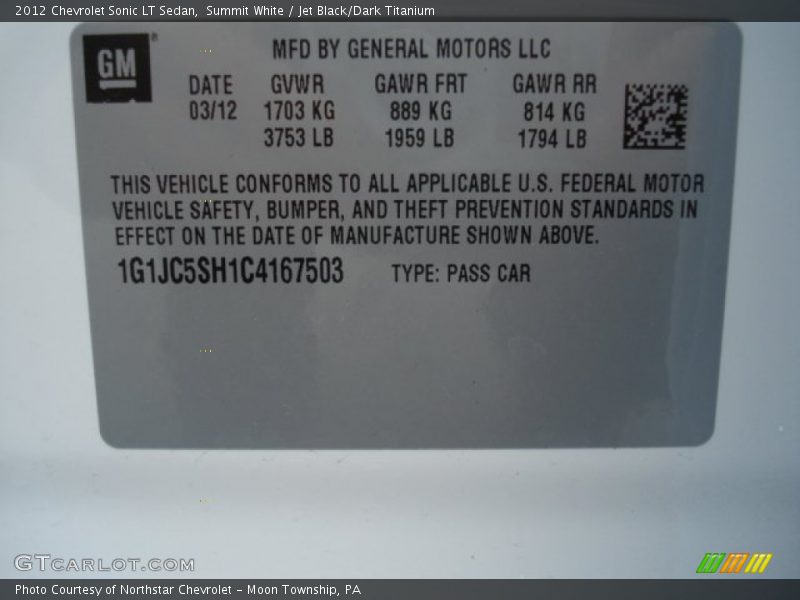 2012 Chevrolet Sonic LT Sedan, Summit White / Jet Black/Dark Titanium
GM ®
MFD BY GENERAL MOTORS LLC
DATE GVWR GAWR FRT GAWR RR
03/12 1703 KG 889 KG 814 KG
3753 LB 1959 LB 1794 LB
THIS VEHICLE CONFORMS TO ALL APPLICABLE U.S. FEDERAL MOTOR
VEHICLE SAFETY, BUMPER, AND THEFT PREVENTION STANDARDS IN
EFFECT ON THE DATE OF MANUFACTURE SHOWN ABOVE.
1G1JC5SH1C4167503 TYPE: PASS CAR
GTCARLOT.COM
Photo Courtesy of Northstar Chevrolet - Moon Township, PA